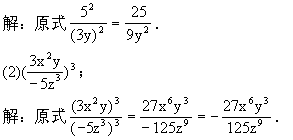 解：原式 5²/(3y)² = 25/9y².
(2)(3x²y/-5z³)³；
解：原式 (3x²y)³/(-5z³)³ = 27x⁶y³/-125z⁹ = -27x⁶y³/125z⁹.